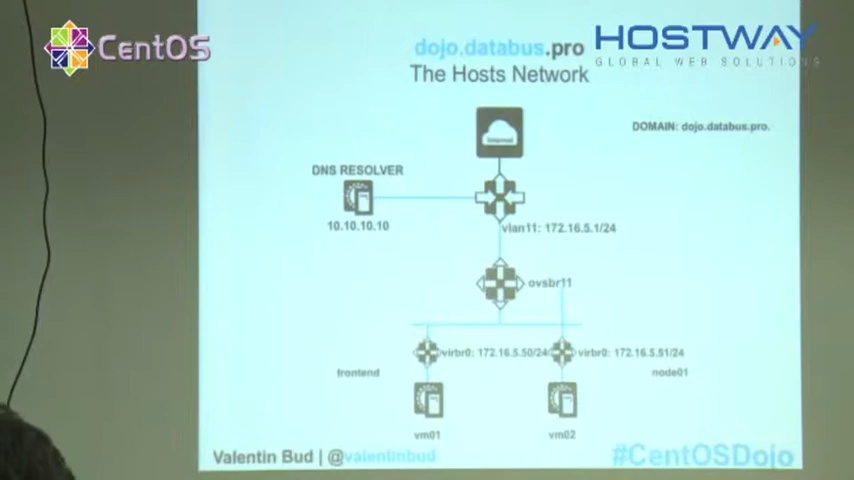 CentOS
HOSTWAY
GLOBAL WEB SOLUTIONS
dojo.databus.pro
The Hosts Network
Internet
DOMAIN: dojo.databus.pro.
DNS RESOLVER
10.10.10.10
vlan11: 172.16.5.1/24
ovsbr11
virbr0: 172.16.5.50/24
virbr0: 172.16.5.51/24
frontend
node01
vm01
vm02
Valentin Bud | @valentinbud
#CentOSDojo